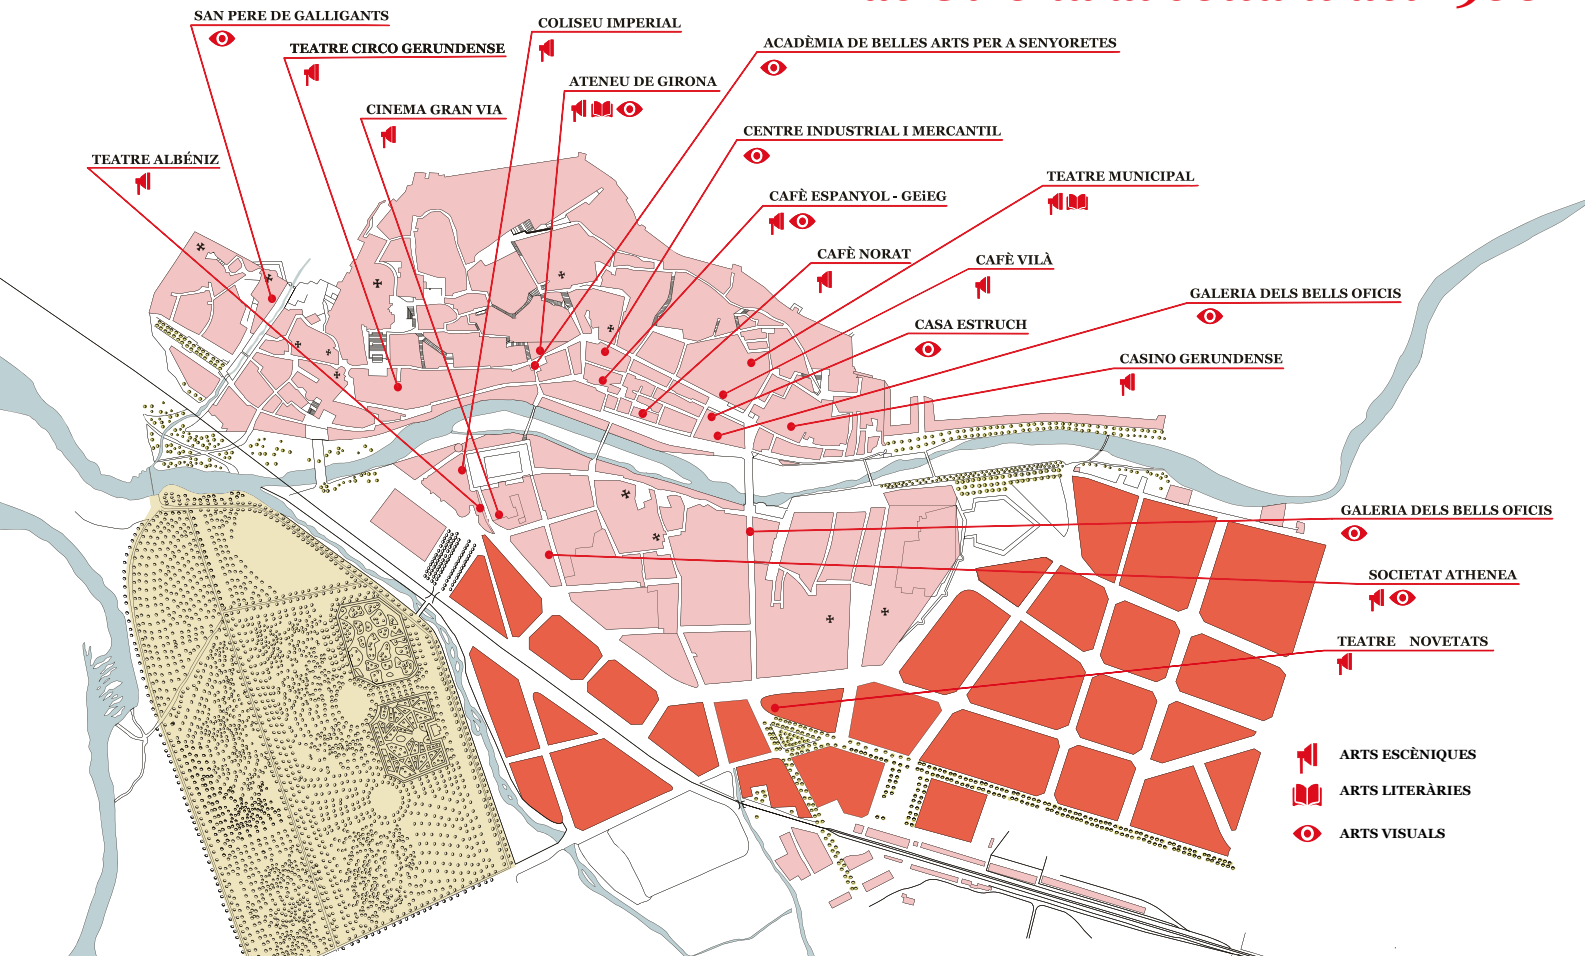 SAN PERE DE GALLIGANTS
COLISEU IMPERIAL
TEATRE CIRCO GERUNDENSE
ACADÈMIA DE BELLES ARTS PER A SENYORETES
ATENEU DE GIRONA
CINEMA GRAN VIA
CENTRE INDUSTRIAL I MERCANTIL
TEATRE ALBÉNIZ
TEATRE MUNICIPAL
CAFÈ ESPANYOL - GEiEG
CAFÈ NORAT
CAFÈ VILÀ
GALERIA DELS BELLS OFICIS
CASA ESTRUCH
CASINO GERUNDENSE
GALERIA DELS BELLS OFICIS
SOCIETAT ATHENEA
TEATRE NOVETATS
ARTS ESCÈNIQUES
ARTS LITERÀRIES
ARTS VISUALS